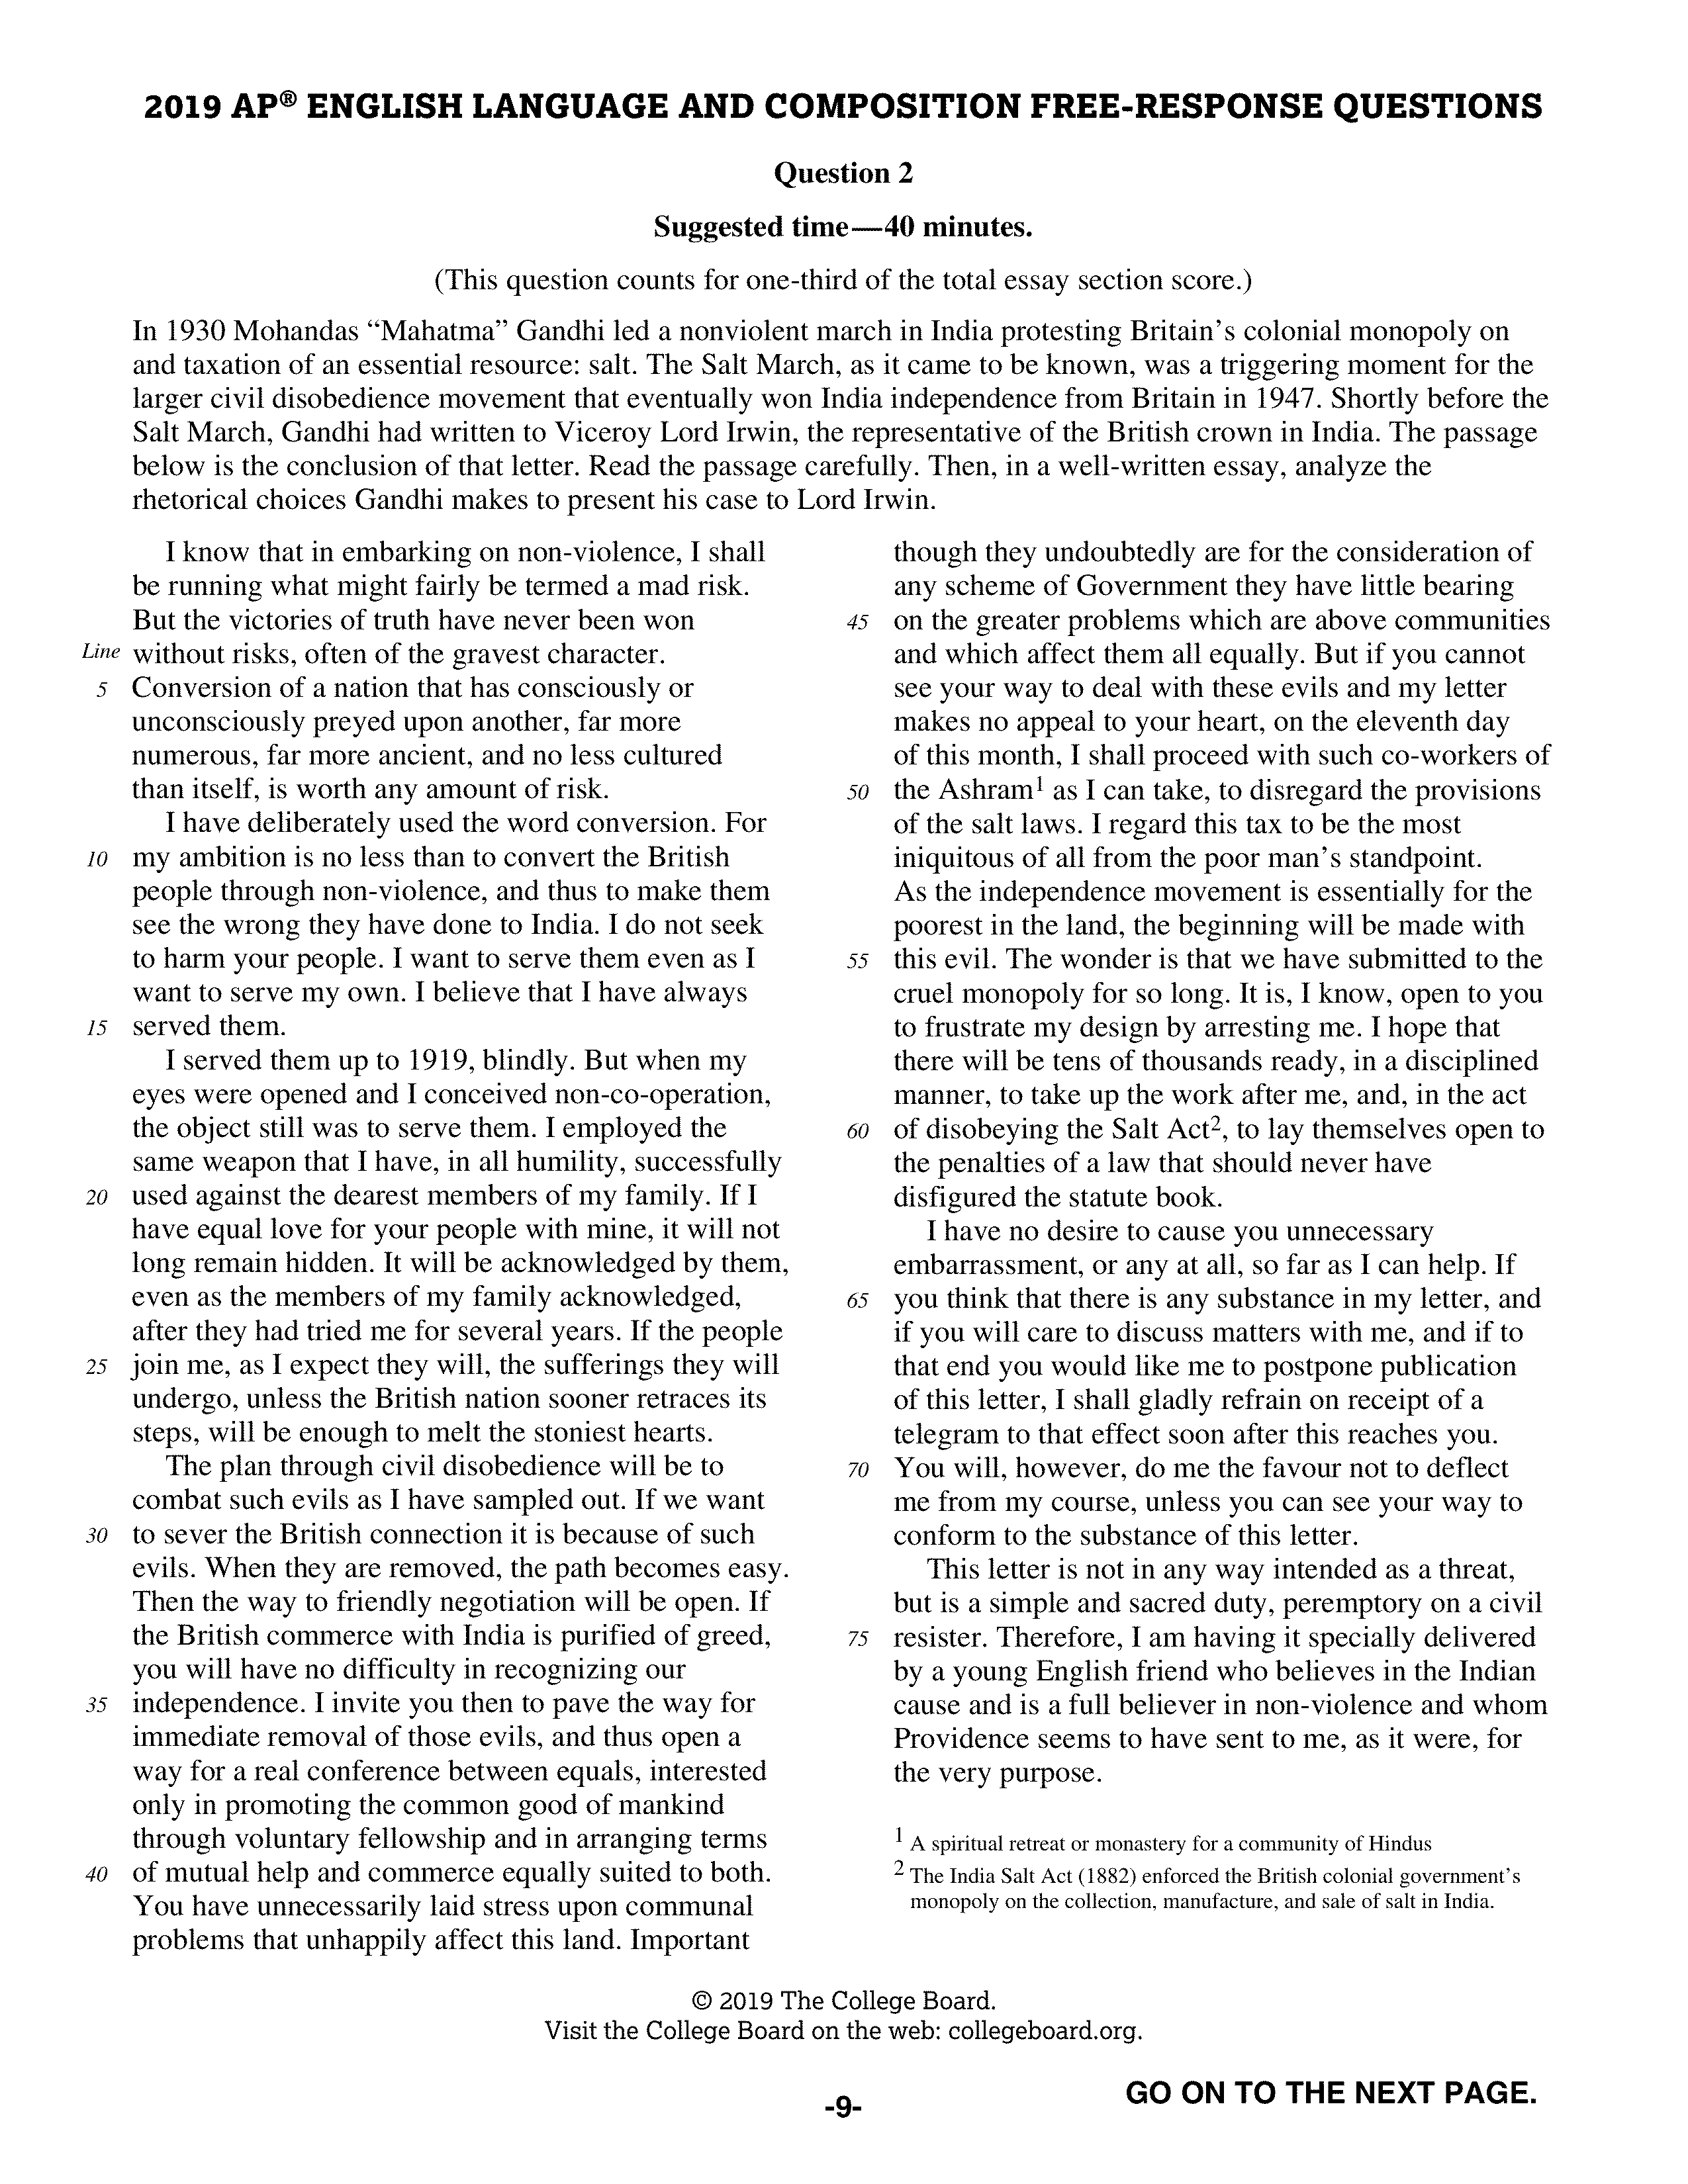 2019 AP® ENGLISH LANGUAGE AND COMPOSITION FREE-RESPONSE QUESTIONS
Question 2
Suggested time—40 minutes.
(This question counts for one-third of the total essay section score.)
In 1930 Mohandas “Mahatma” Gandhi led a nonviolent march in India protesting Britain’s colonial monopoly on
and taxation of an essential resource: salt. The Salt March, as it came to be known, was a triggering moment for the
larger civil disobedience movement that eventually won India independence from Britain in 1947. Shortly before the
Salt March, Gandhi had written to Viceroy Lord Irwin, the representative of the British crown in India. The passage
below is the conclusion of that letter. Read the passage carefully. Then, in a well-written essay, analyze the
rhetorical choices Gandhi makes to present his case to Lord Irwin.
I know that in embarking on non-violence, I shall
be running what might fairly be termed a mad risk.
But the victories of truth have never been won
Line without risks, often of the gravest character.
5 Conversion of a nation that has consciously or
unconsciously preyed upon another, far more
numerous, far more ancient, and no less cultured
than itself, is worth any amount of risk.
I have deliberately used the word conversion. For
10 my ambition is no less than to convert the British
people through non-violence, and thus to make them
see the wrong they have done to India. I do not seek
to harm your people. I want to serve them even as I
want to serve my own. I believe that I have always
15 served them.
I served them up to 1919, blindly. But when my
eyes were opened and I conceived non-co-operation,
the object still was to serve them. I employed the
same weapon that I have, in all humility, successfully
20 used against the dearest members of my family. If I
have equal love for your people with mine, it will not
long remain hidden. It will be acknowledged by them,
even as the members of my family acknowledged,
after they had tried me for several years. If the people
25 join me, as I expect they will, the sufferings they will
undergo, unless the British nation sooner retraces its
steps, will be enough to melt the stoniest hearts.
The plan through civil disobedience will be to
combat such evils as I have sampled out. If we want
30 to sever the British connection it is because of such
evils. When they are removed, the path becomes easy.
Then the way to friendly negotiation will be open. If
the British commerce with India is purified of greed,
you will have no difficulty in recognizing our
35 independence. I invite you then to pave the way for
immediate removal of those evils, and thus open a
way for a real conference between equals, interested
only in promoting the common good of mankind
through voluntary fellowship and in arranging terms
40 of mutual help and commerce equally suited to both.
You have unnecessarily laid stress upon communal
problems that unhappily affect this land. Important
though they undoubtedly are for the consideration of
any scheme of Government they have little bearing
45 on the greater problems which are above communities
and which affect them all equally. But if you cannot
see your way to deal with these evils and my letter
makes no appeal to your heart, on the eleventh day
of this month, I shall proceed with such co-workers of
50 the Ashram1 as I can take, to disregard the provisions
of the salt laws. I regard this tax to be the most
iniquitous of all from the poor man’s standpoint.
As the independence movement is essentially for the
poorest in the land, the beginning will be made with
55 this evil. The wonder is that we have submitted to the
cruel monopoly for so long. It is, I know, open to you
to frustrate my design by arresting me. I hope that
there will be tens of thousands ready, in a disciplined
manner, to take up the work after me, and, in the act
60 of disobeying the Salt Act2, to lay themselves open to
the penalties of a law that should never have
disfigured the statute book.
I have no desire to cause you unnecessary
embarrassment, or any at all, so far as I can help. If
65 you think that there is any substance in my letter, and
if you will care to discuss matters with me, and if to
that end you would like me to postpone publication
of this letter, I shall gladly refrain on receipt of a
telegram to that effect soon after this reaches you.
70 You will, however, do me the favour not to deflect
me from my course, unless you can see your way to
conform to the substance of this letter.
This letter is not in any way intended as a threat,
but is a simple and sacred duty, peremptory on a civil
75 resister. Therefore, I am having it specially delivered
by a young English friend who believes in the Indian
cause and is a full believer in non-violence and whom
Providence seems to have sent to me, as it were, for
the very purpose.
1 A spiritual retreat or monastery for a community of Hindus
2 The India Salt Act (1882) enforced the British colonial government’s
monopoly on the collection, manufacture, and sale of salt in India.
© 2019 The College Board.
Visit the College Board on the web: collegeboard.org.
GO ON TO THE NEXT PAGE.
-9-